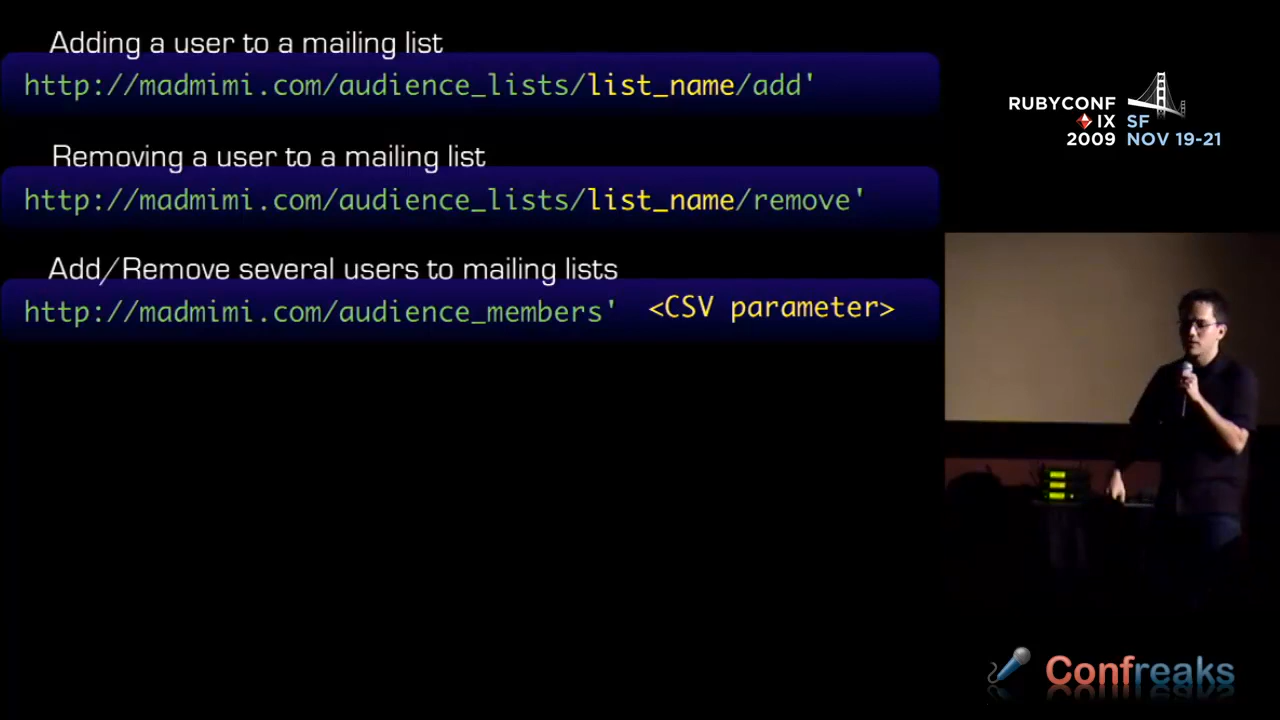 Adding a user to a mailing list
http://madmimi.com/audience_lists/list_name/add'
Removing a user to a mailing list
http://madmimi.com/audience_lists/list_name/remove'
Add/Remove several users to mailing lists
http://madmimi.com/audience_members' <CSV parameter>
RUBYCONF
IX SF
2009 NOV 19-21
Confreaks